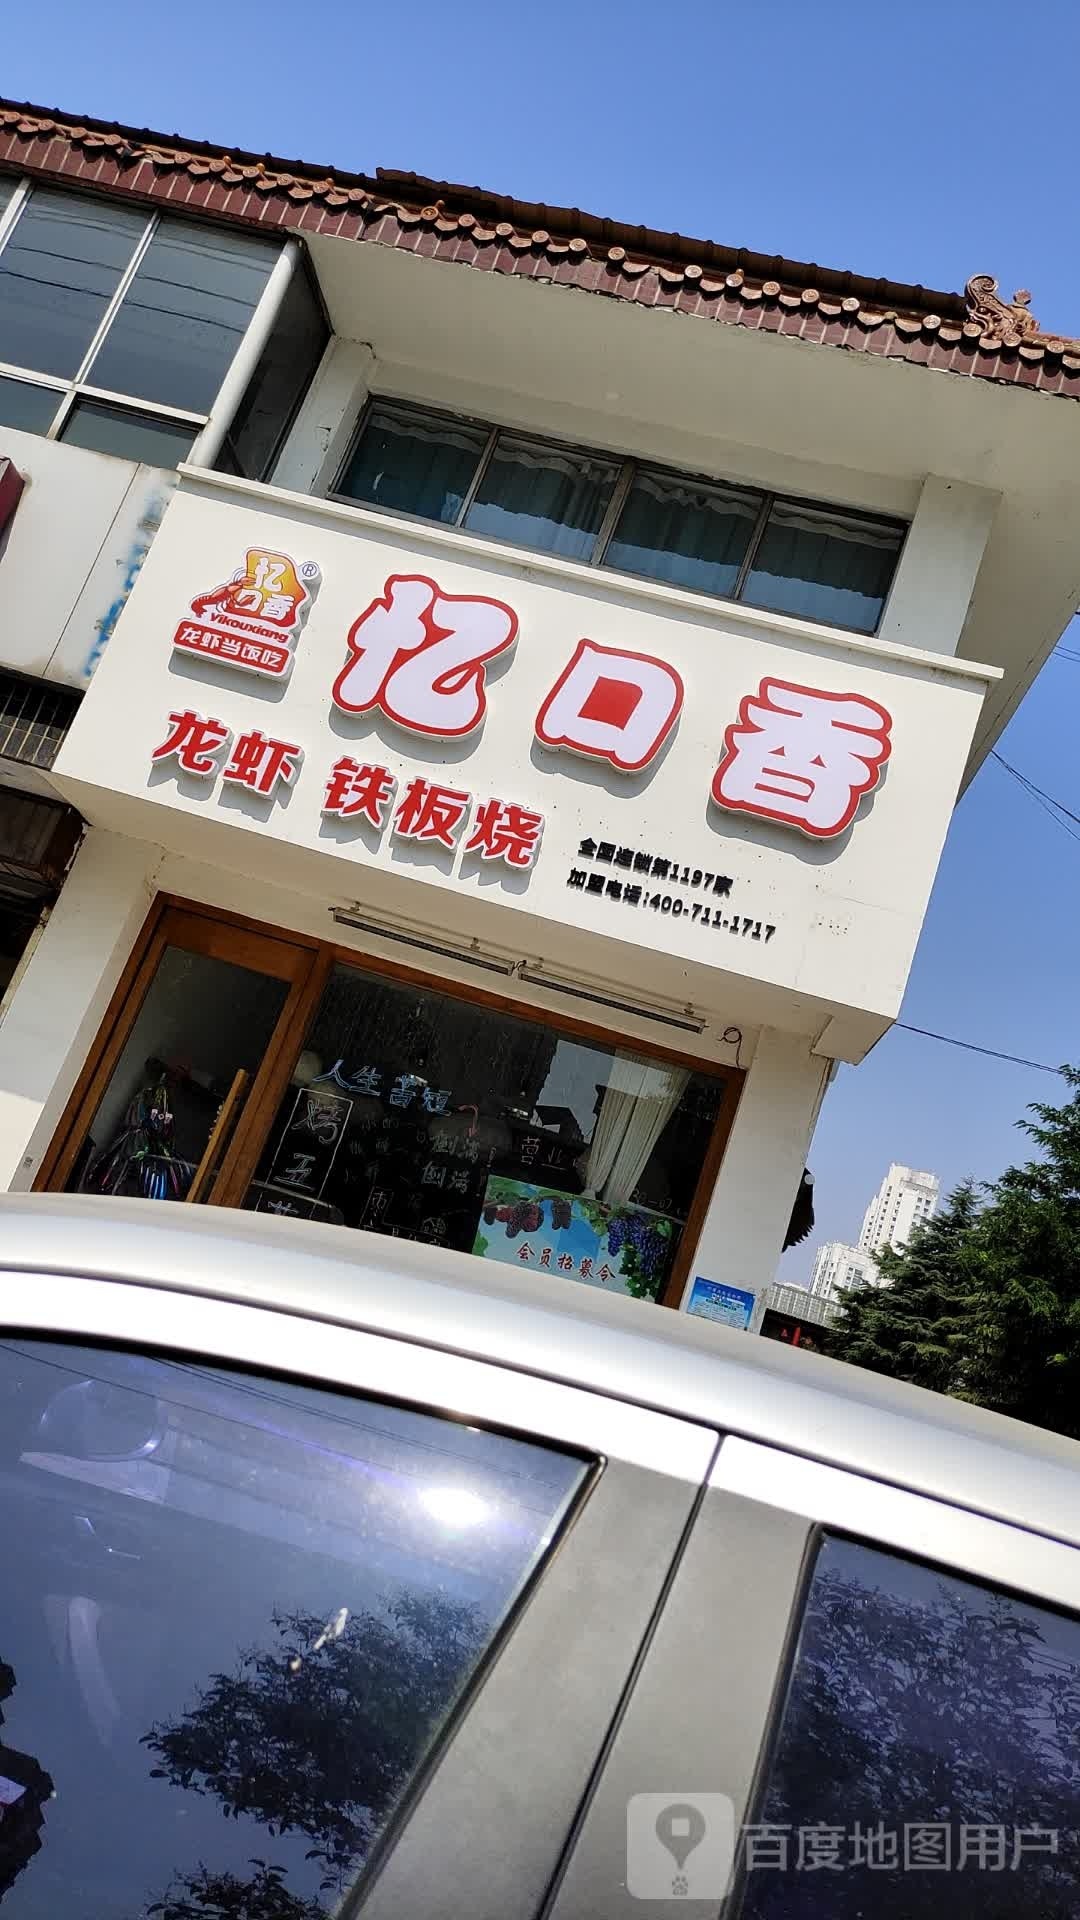 忆口香®
Yikouxiang
龙虾当饭吃
忆口香
龙虾 铁板烧
全国连锁第1197家
加盟电话:400-711-1717
人生苦短
烤
营业
会员招募令
百度地图用户